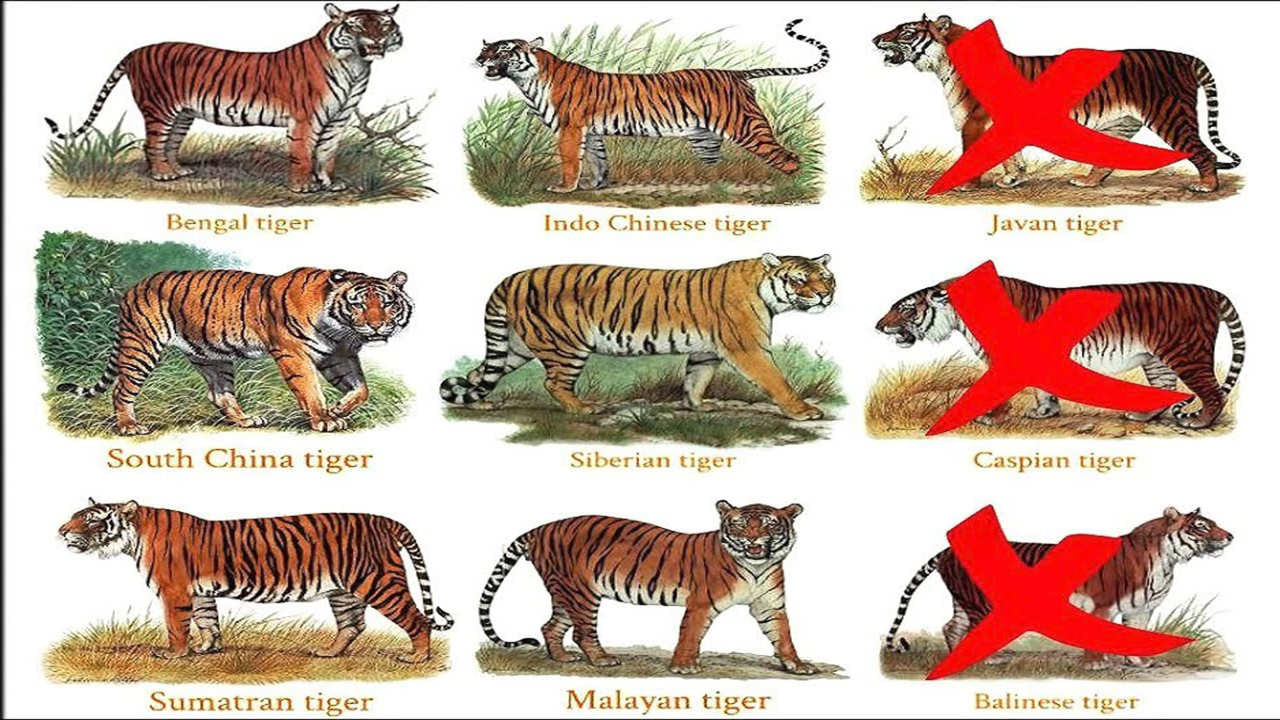 Bengal tiger
Indo Chinese tiger
Javan tiger
South China tiger
Siberian tiger
Caspian tiger
Sumatran tiger
Malayan tiger
Balinese tiger